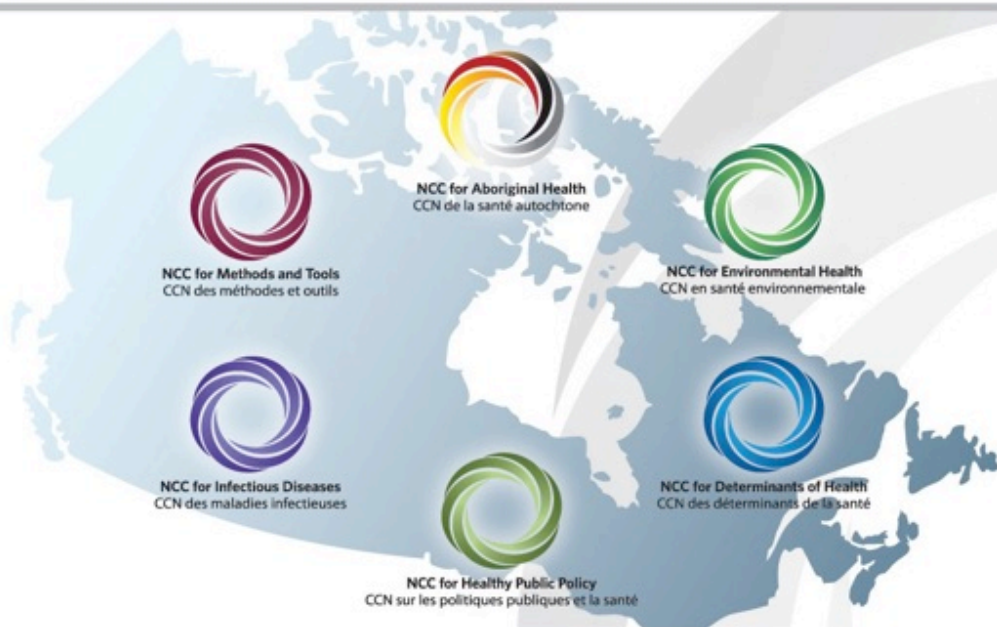 NCC for Aboriginal Health
CCN de la santé autochtone
NCC for Methods and Tools
CCN des méthodes et outils
NCC for Environmental Health
CCN en santé environnementale
NCC for Infectious Diseases
CCN des maladies infectieuses
NCC for Determinants of Health
CCN des déterminants de la santé
NCC for Healthy Public Policy
CCN sur les politiques publiques et la santé